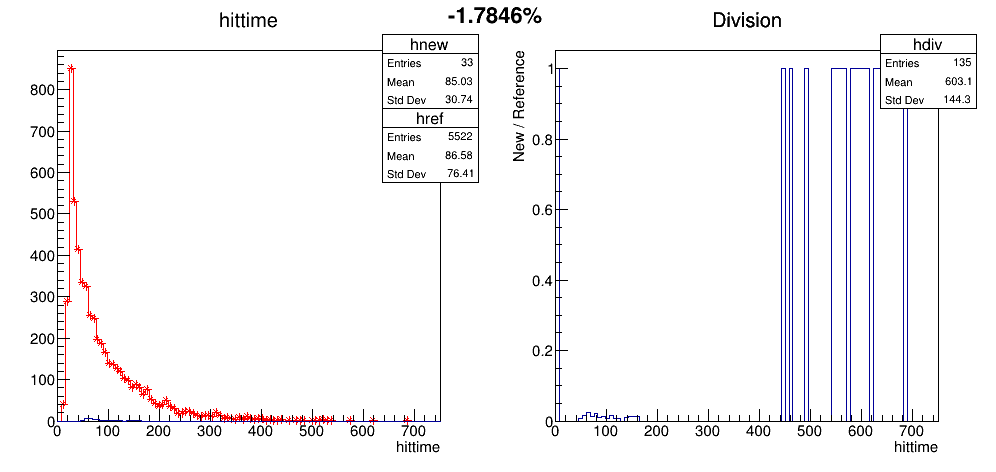 -1.7846%
hittime
hnew
Entries 33
Mean 85.03
Std Dev 30.74
href
Entries 5522
Mean 86.58
Std Dev 76.41
800
700
600
500
400
300
200
100
0
0 100 200 300 400 500 600 700
hittime
Division
hdiv
Entries 135
Mean 603.1
Std Dev 144.3
New / Reference
1
0.8
0.6
0.4
0.2
0
0 100 200 300 400 500 600 700
hittime